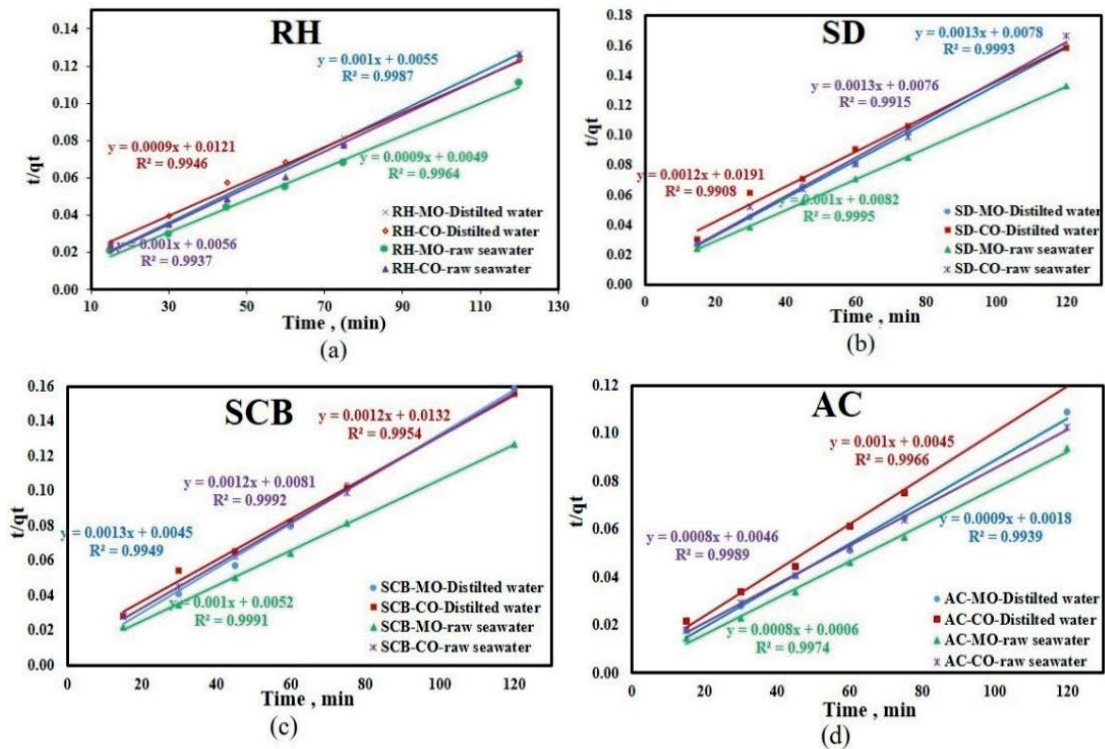 RH
y = 0.001x + 0.0055
R² = 0.9987
y = 0.0009x + 0.0121
R² = 0.9946
y = 0.0009x + 0.0049
R² = 0.9964
y = 0.001x + 0.0056
R² = 0.9937
RH-MO-Distilted water
RH-CO-Distilted water
RH-MO-raw seawater
RH-CO-raw seawater
t/qt
0.14
0.12
0.10
0.08
0.06
0.04
0.02
0.00
10 30 50 70 90 110 130
Time , (min)
(a)
SD
y = 0.0013x + 0.0078
R² = 0.9993
y = 0.0013x + 0.0076
R² = 0.9915
y = 0.0012x + 0.0191
R² = 0.9908
y = 0.001x + 0.0082
R² = 0.9995
SD-MO-Distilted water
SD-CO-Distilted water
SD-MO-raw seawater
SD-CO-raw seawater
t/qt
0.18
0.16
0.14
0.12
0.10
0.08
0.06
0.04
0.02
0.00
0 20 40 60 80 100 120
Time , min
(b)
SCB
y = 0.0012x + 0.0132
R² = 0.9954
y = 0.0012x + 0.0081
R² = 0.9992
y = 0.0013x + 0.0045
R² = 0.9949
y = 0.001x + 0.0052
R² = 0.9991
SCB-MO-Distilted water
SCB-CO-Distilted water
SCB-MO-raw seawater
SCB-CO-raw seawater
t/qt
0.16
0.14
0.12
0.10
0.08
0.06
0.04
0.02
0.00
0 20 40 60 80 100 120
Time , min
(c)
AC
y = 0.001x + 0.0045
R² = 0.9966
y = 0.0008x + 0.0046
R² = 0.9989
y = 0.0009x + 0.0018
R² = 0.9939
y = 0.0008x + 0.0006
R² = 0.9974
AC-MO-Distilted water
AC-CO-Distilted water
AC-MO-raw seawater
AC-CO-raw seawater
t/qt
0.12
0.10
0.08
0.06
0.04
0.02
0.00
0 20 40 60 80 100 120
Time , min
(d)